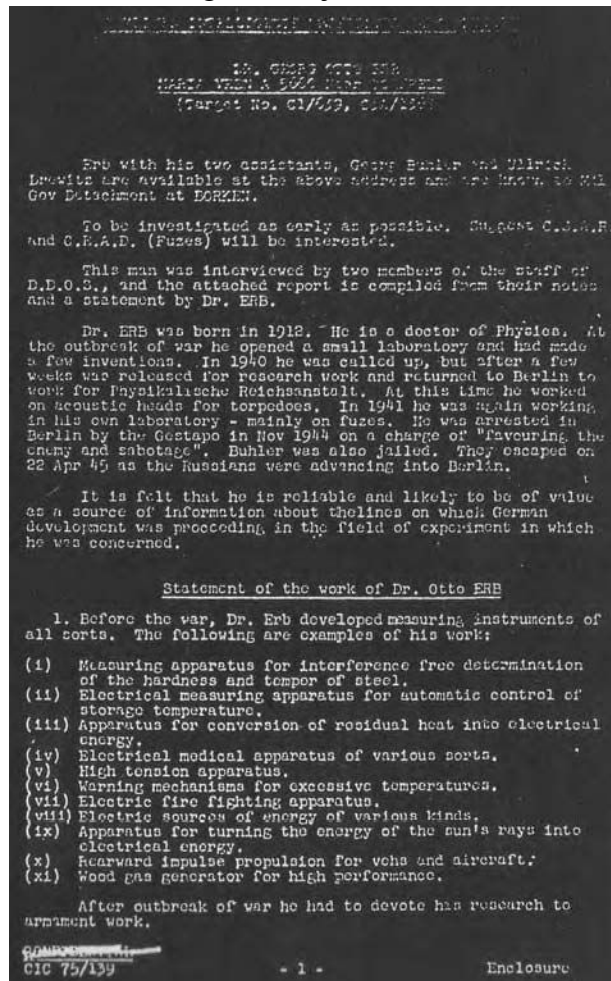 DR. GEORG OTTO ERB
(Target No. C1/659,
Erb with his two assistants, Georg Buhler and Ullrich
Drewitz are available at the above address and are known to Mil
Gov Detachment at BORKEN.
To be investigated as early as possible. Suggest
and C.E.A.D. (Fuzes) will be interested.
This man was interviewed by two members of the staff of
D.D.O.S., and the attached report is compiled from their notes
and a statement by Dr. ERB.
Dr. ERB was born in 1912. He is a doctor of Physics. At
the outbreak of war he opened a small laboratory and had made
a few inventions. In 1940 he was called up, but after a few
weeks was released for research work and returned to Berlin to
work for Physikalische Reichsanstalt. At this time he worked
on acoustic heads for torpedoes. In 1941 he was again working
in his own laboratory - mainly on fuzes. He was arrested in
Berlin by the Gestapo in Nov 1944 on a charge of "favouring the
enemy and sabotage". Buhler was also jailed. They escaped on
22 Apr 45 as the Russians were advancing into Berlin.
It is felt that he is reliable and likely to be of value
as a source of information about thelines on which German
development was proceeding in the field of experiment in which
he was concerned.
Statement of the work of Dr. Otto ERB
1. Before the war, Dr. Erb developed measuring instruments of
all sorts. The following are examples of his work:
(i) Measuring apparatus for interference free determination
of the hardness and temper of steel.
(ii) Electrical measuring apparatus for automatic control of
storage temperature.
(iii) Apparatus for conversion of residual heat into electrical
energy.
(iv) Electrical medical apparatus of various sorts.
(v) High tension apparatus.
(vi) Warning mechanisms for excessive temperatures.
(vii) Electric fire fighting apparatus.
(viii) Electric sources of energy of various kinds.
(ix) Apparatus for turning the energy of the sun's rays into
electrical energy.
(x) Rearward impulse propulsion for vehs and aircraft.
(xi) Wood gas generator for high performance.
After outbreak of war he had to devote his research to
armament work.
CIC 75/139 - 1 - Enclosure